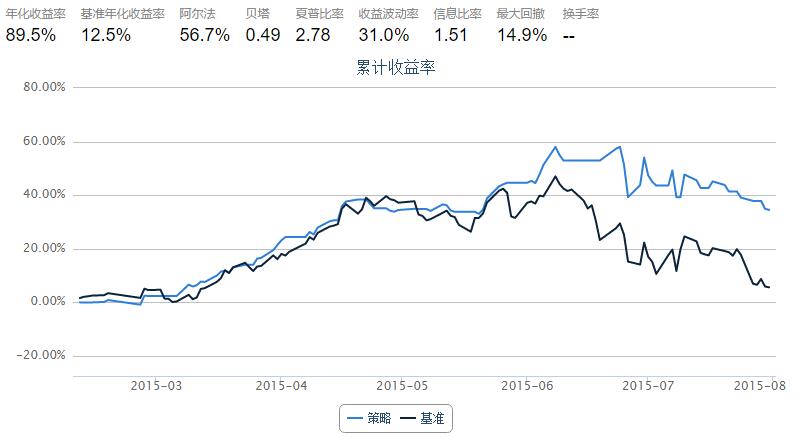 年化收益率 基准年化收益率 阿尔法 贝塔 夏普比率 收益波动率 信息比率 最大回撤 换手率
89.5% 12.5% 56.7% 0.49 2.78 31.0% 1.51 14.9% --
累计收益率
80.00%
60.00%
40.00%
20.00%
0.00%
-20.00%
2015-03 2015-04 2015-05 2015-06 2015-07 2015-08
策略 基准